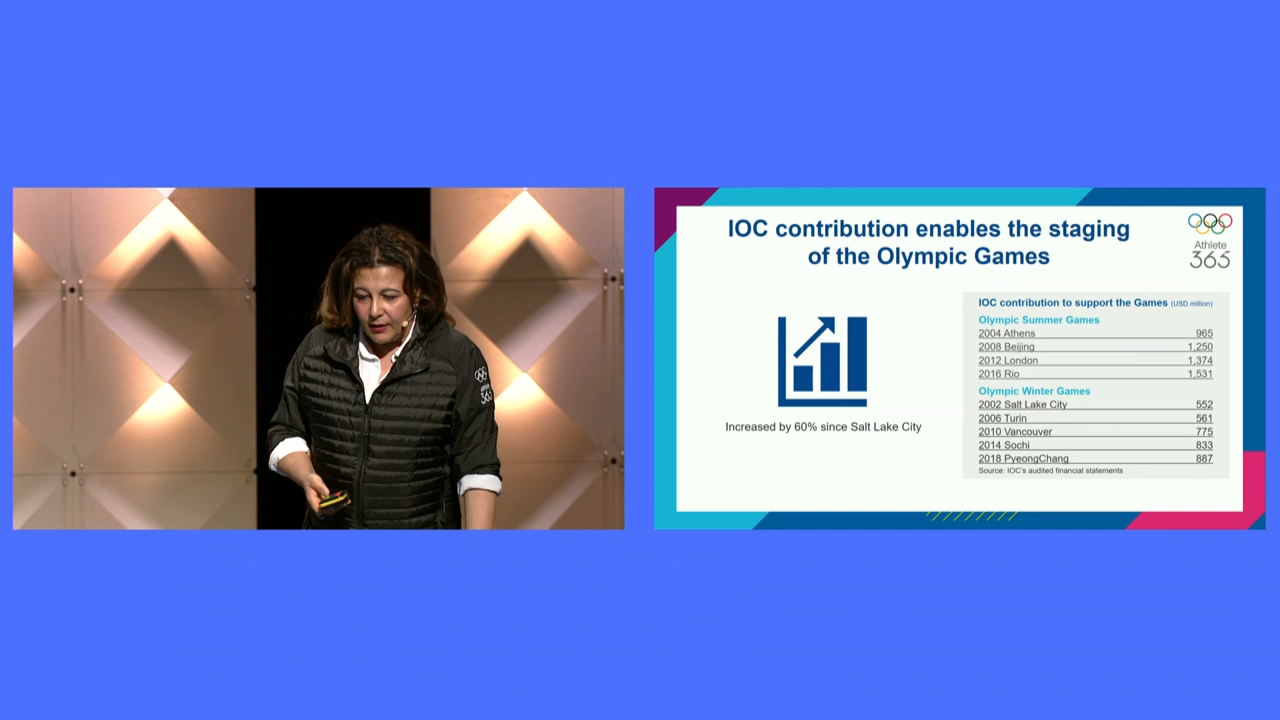 Athlete
365
IOC contribution enables the staging
of the Olympic Games
Athlete
365
Increased by 60% since Salt Lake City
IOC contribution to support the Games (USD million)
Olympic Summer Games
2004 Athens 965
2008 Beijing 1,250
2012 London 1,374
2016 Rio 1,531
Olympic Winter Games
2002 Salt Lake City 552
2006 Turin 561
2010 Vancouver 775
2014 Sochi 833
2018 PyeongChang 887
Source: IOC's audited financial statements